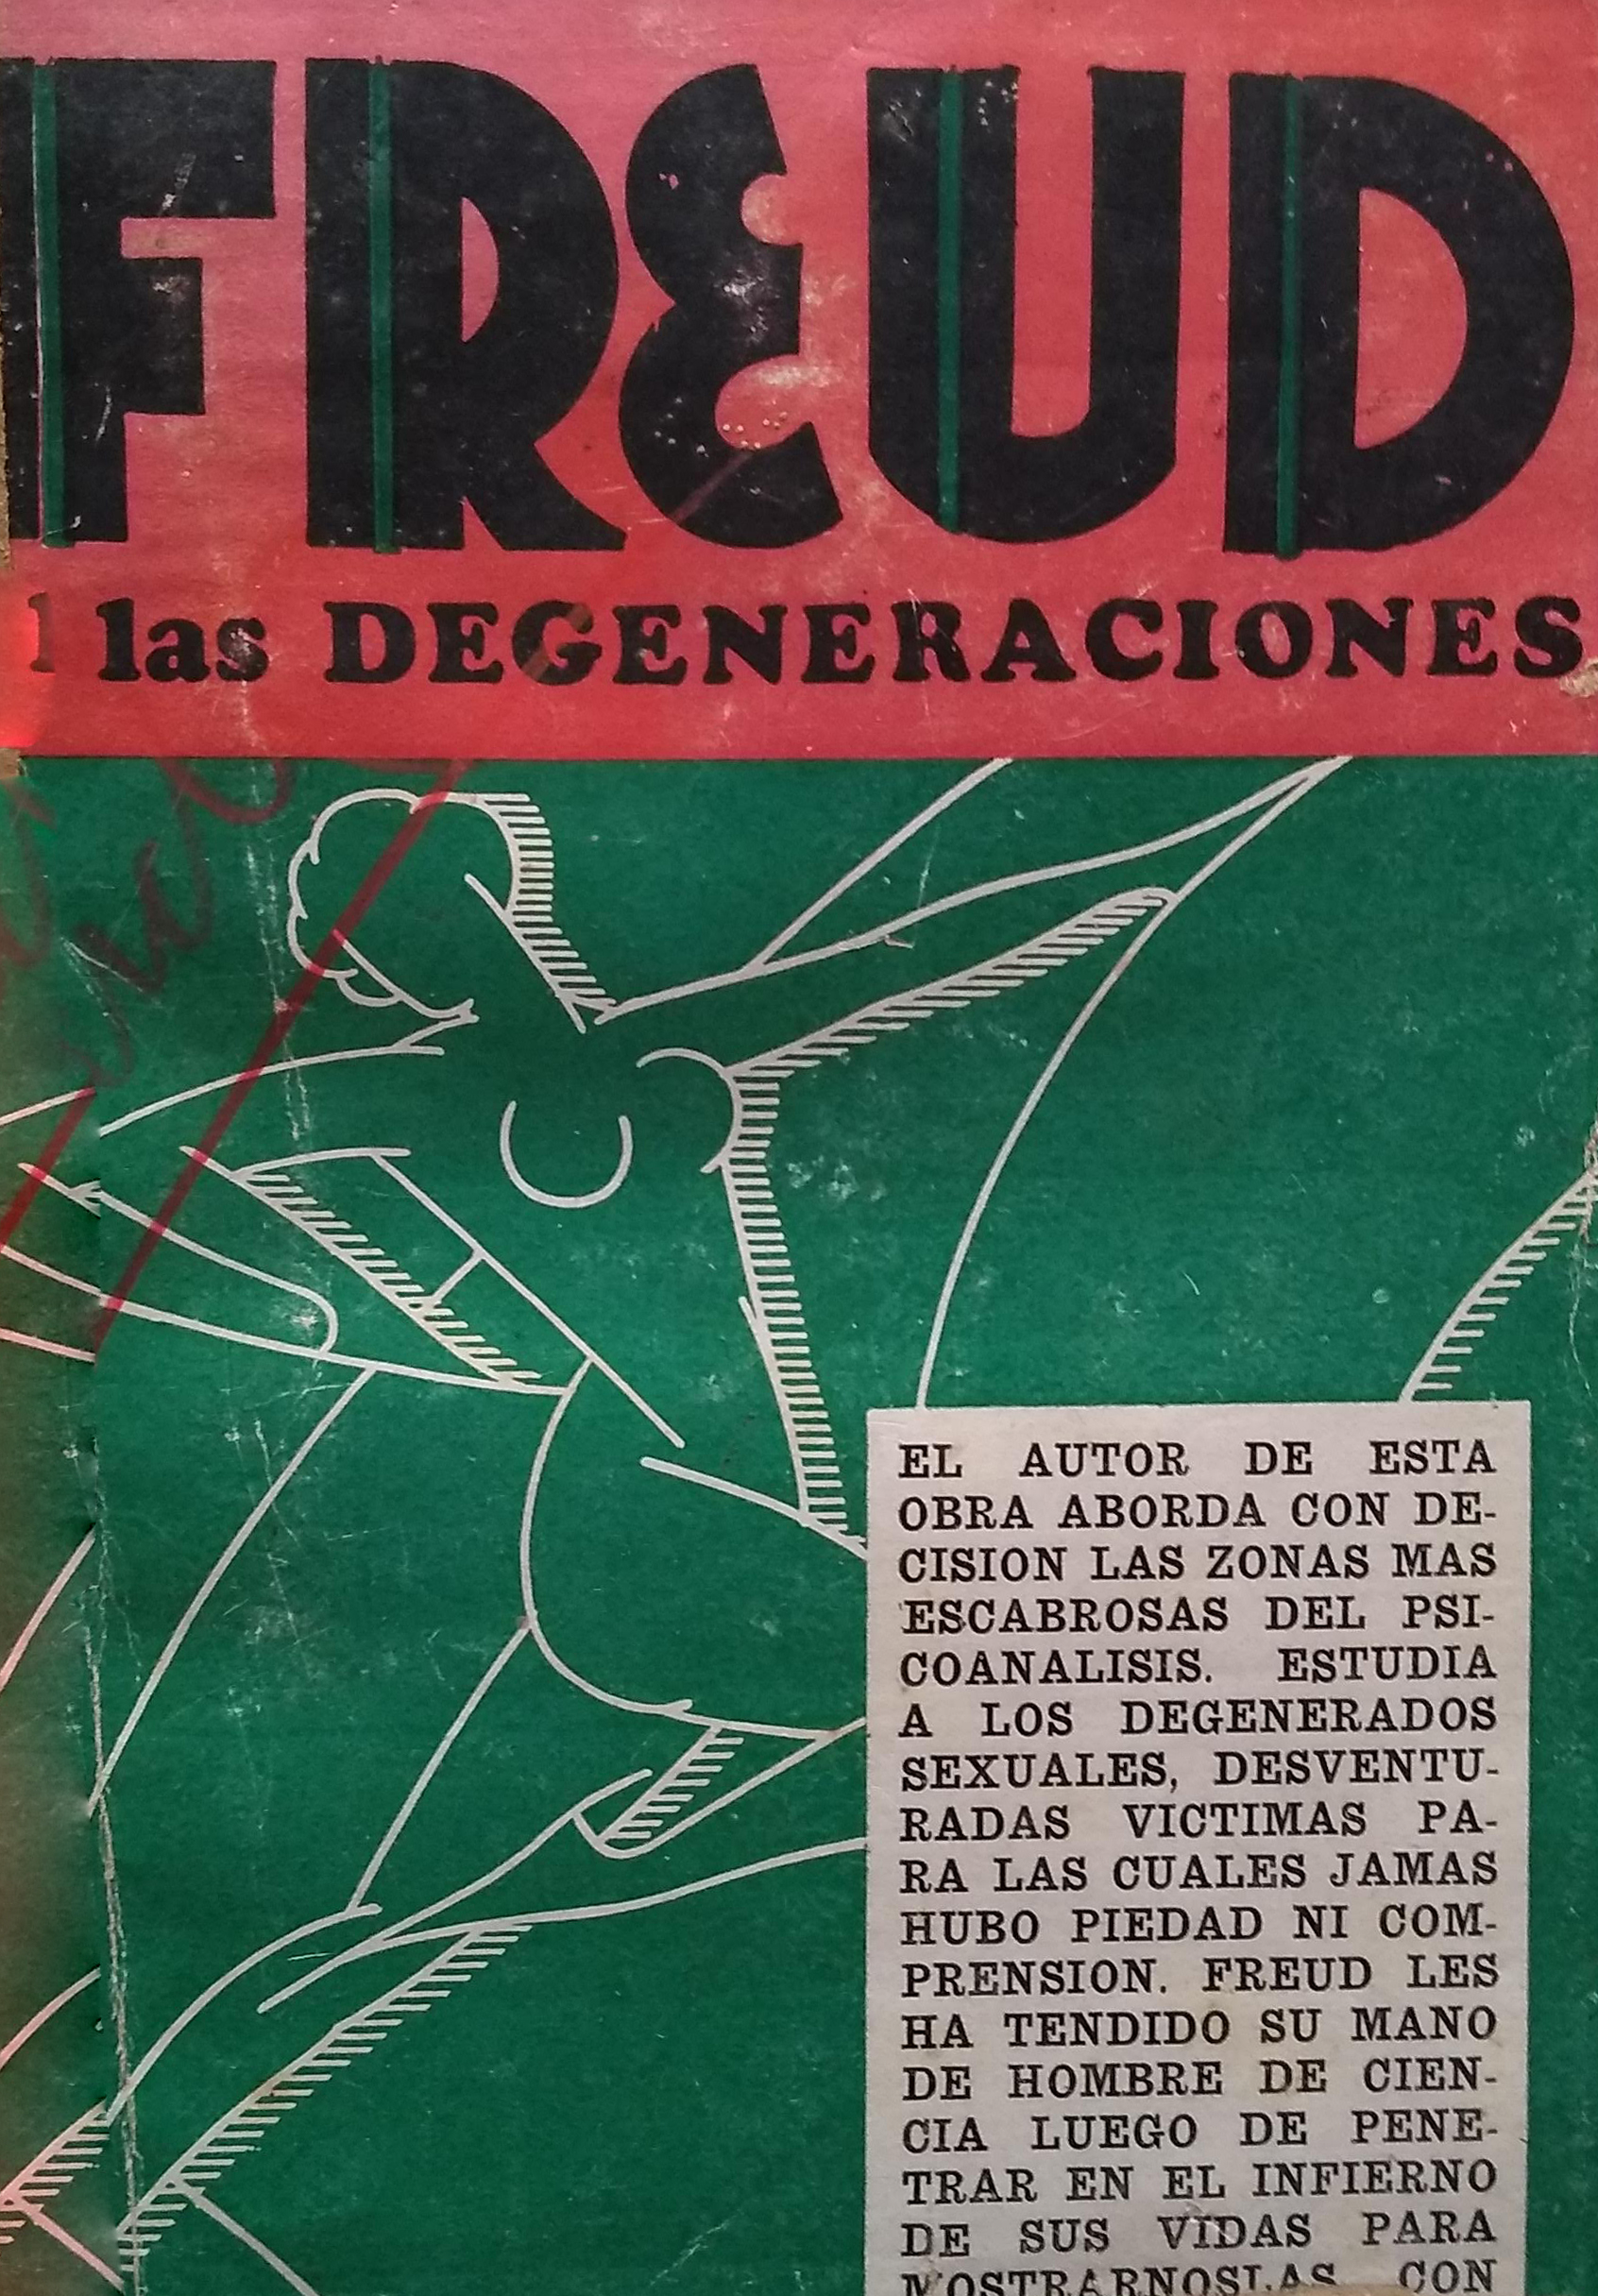 FREUD
las DEGENERACIONES
EL AUTOR DE ESTA
OBRA ABORDA CON DE-
CISION LAS ZONAS MAS
ESCABROSAS DEL PSI-
COANALISIS. ESTUDIA
A LOS DEGENERADOS
SEXUALES, DESVENTU-
RADAS VICTIMAS PA-
RA LAS CUALES JAMAS
HUBO PIEDAD NI COM-
PRENSION. FREUD LES
HA TENDIDO SU MANO
DE HOMBRE DE CIEN-
CIA LUEGO DE PENE-
TRAR EN EL INFIERNO
DE SUS VIDAS PARA
MOSTRARNOSLAS CON